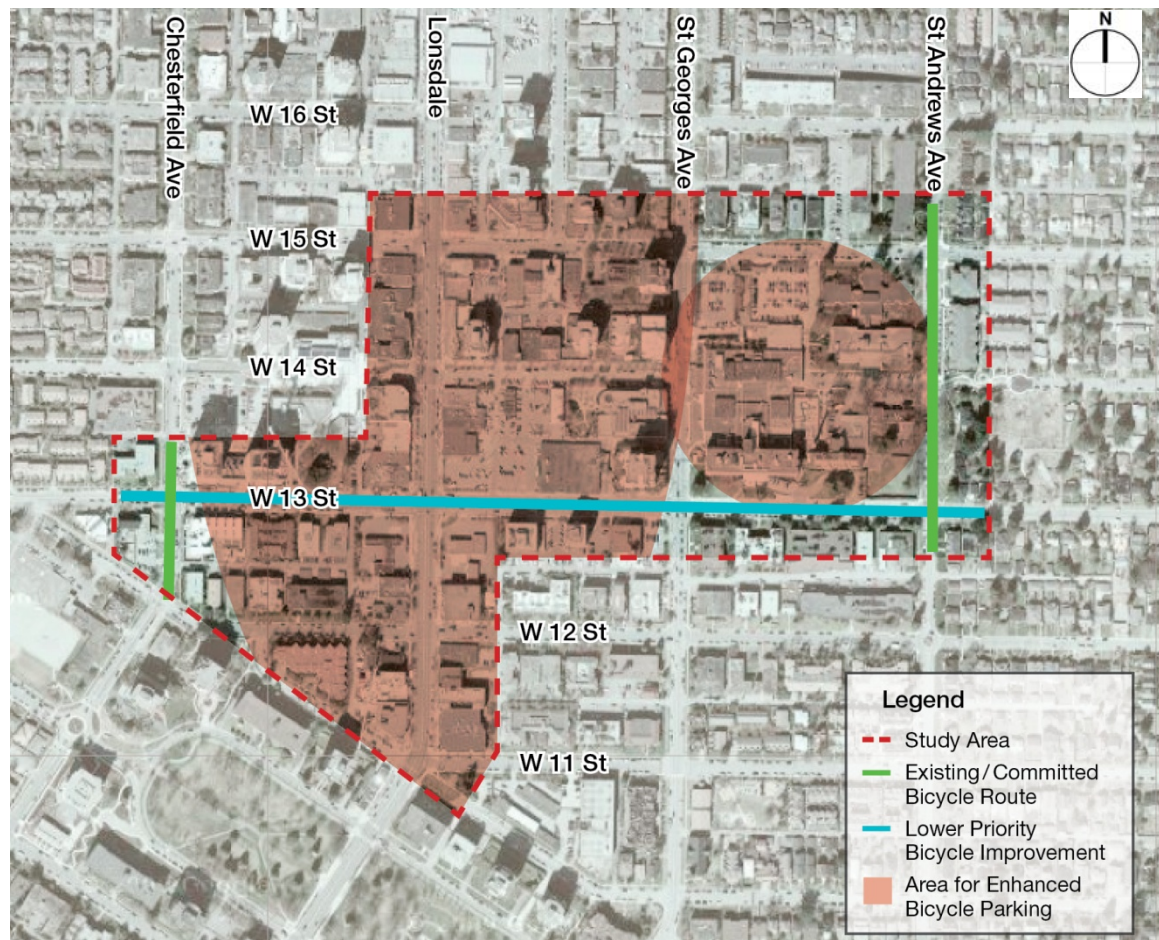 N
Chesterfield Ave
Lonsdale
St Georges Ave
St Andrews Ave
W 16 St
W 15 St
W 14 St
W 13 St
W 12 St
W 11 St
Legend
Study Area
Existing/Committed
Bicycle Route
Lower Priority
Bicycle Improvement
Area for Enhanced
Bicycle Parking